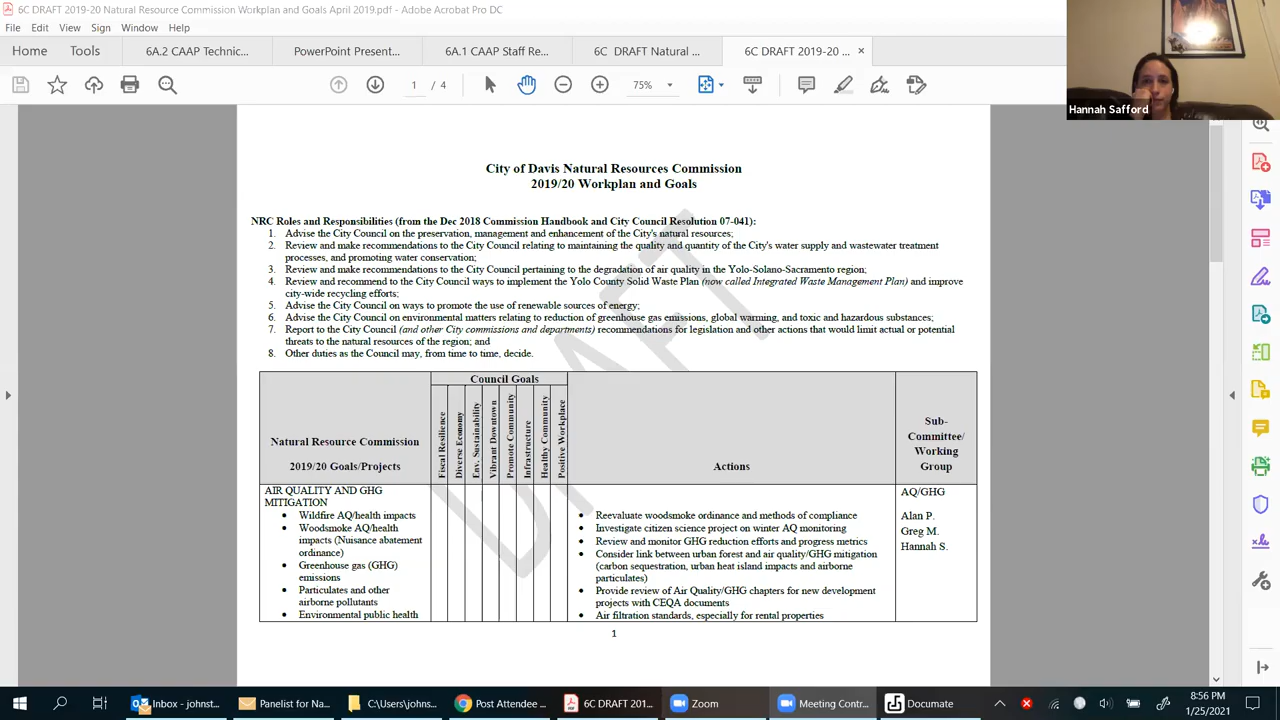 6C DRAFT 2019-20 Natural Resource Commission Workplan and Goals April 2019.pdf - Adobe Acrobat Pro DC
File Edit View Sign Window Help
Home Tools 6A.2 CAAP Technic... PowerPoint Present... 6A.1 CAAP Staff Re... 6C DRAFT Natural ... 6C DRAFT 2019-20 ... ×
1 / 4 75%
Hannah Safford
City of Davis Natural Resources Commission
2019/20 Workplan and Goals
NRC Roles and Responsibilities (from the Dec 2018 Commission Handbook and City Council Resolution 07-041):
1. Advise the City Council on the preservation, management and enhancement of the City's natural resources;
2. Review and make recommendations to the City Council relating to maintaining the quality and quantity of the City's water supply and wastewater treatment
processes, and promoting water conservation;
3. Review and make recommendations to the City Council pertaining to the degradation of air quality in the Yolo-Solano-Sacramento region;
4. Review and recommend to the City Council ways to implement the Yolo County Solid Waste Plan (now called Integrated Waste Management Plan) and improve
city-wide recycling efforts;
5. Advise the City Council on ways to promote the use of renewable sources of energy;
6. Advise the City Council on environmental matters relating to reduction of greenhouse gas emissions, global warming, and toxic and hazardous substances;
7. Report to the City Council (and other City commissions and departments) recommendations for legislation and other actions that would limit actual or potential
threats to the natural resources of the region; and
8. Other duties as the Council may, from time to time, decide.
DRAFT
Natural Resource Commission
2019/20 Goals/Projects
Council Goals
Fiscal Resilience
Diverse Economy
Env. Sustainability
Vibrant Downtown
Promote Community
Infrastructure
Healthy Community
Positive Workplace
Actions
Sub-
Committee/
Working
Group
AIR QUALITY AND GHG
MITIGATION
• Wildfire AQ/health impacts
• Woodsmoke AQ/health
impacts (Nuisance abatement
ordinance)
• Greenhouse gas (GHG)
emissions
• Particulates and other
airborne pollutants
• Environmental public health
• Reevaluate woodsmoke ordinance and methods of compliance
• Investigate citizen science project on winter AQ monitoring
• Review and monitor GHG reduction efforts and progress metrics
• Consider link between urban forest and air quality/GHG mitigation
(carbon sequestration, urban heat island impacts and airborne
particulates)
• Provide review of Air Quality/GHG chapters for new development
projects with CEQA documents
• Air filtration standards, especially for rental properties
AQ/GHG
Alan P.
Greg M.
Hannah S.
1
Inbox - johnst... Panelist for Na... C:\Users\johns... Post Attendee ... 6C DRAFT 201... Zoom Meeting Contr... Documate
8:56 PM
1/25/2021